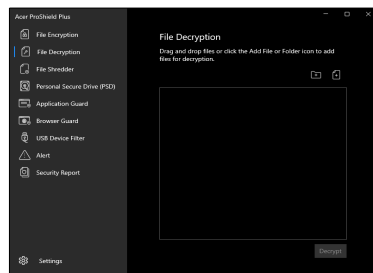 Acer ProShield Plus
File Encryption
File Decryption
File Shredder
Personal Secure Drive (PSD)
Application Guard
Browser Guard
USB Device Filter
Alert
Security Report
Settings
File Decryption
Drag and drop files or click the Add File or Folder icon to add
files for decryption.
Decrypt